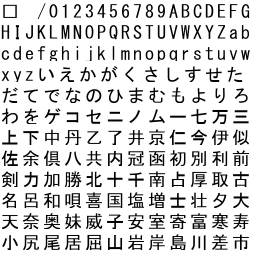 □ /0123456789ABCDEFG
HIJKLMNOPQRSTUVWXYZab
cdefghijklmnopqrstuvw
xyzいえかがくさしすせた
だてでなのひまむもよりろ
わをゲコセニノム一七万三
上下中丹乙了井京仁今伊似
佐余倶八共内冠函初別利前
剣力加勝北十千南占厚取古
名呂和唄喜国塩増士壮夕大
天奈奥妹威子安室寄富寒寿
小尻尾居屈山岩岸島川差市